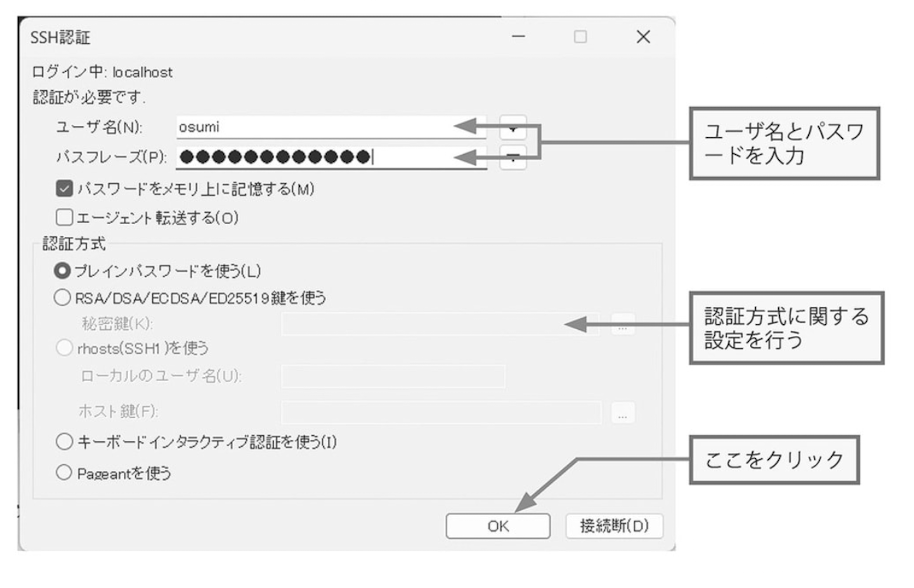 SSH認証
ログイン中: localhost
認証が必要です.
ユーザ名(N): osumi
パスフレーズ(P): ●●●●●●●●●●●●
パスワードをメモリ上に記憶する(M)
エージェント転送する(O)
認証方式
プレインパスワードを使う(L)
RSA/DSA/ECDSA/ED25519鍵を使う
秘密鍵(K):
...
rhosts(SSH1)を使う
ローカルのユーザ名(U):
ホスト鍵(F):
...
キーボードインタラクティブ認証を使う(I)
Pageantを使う
OK
接続断(D)
ユーザ名とパスワ
ードを入力
認証方式に関する
設定を行う
ここをクリック